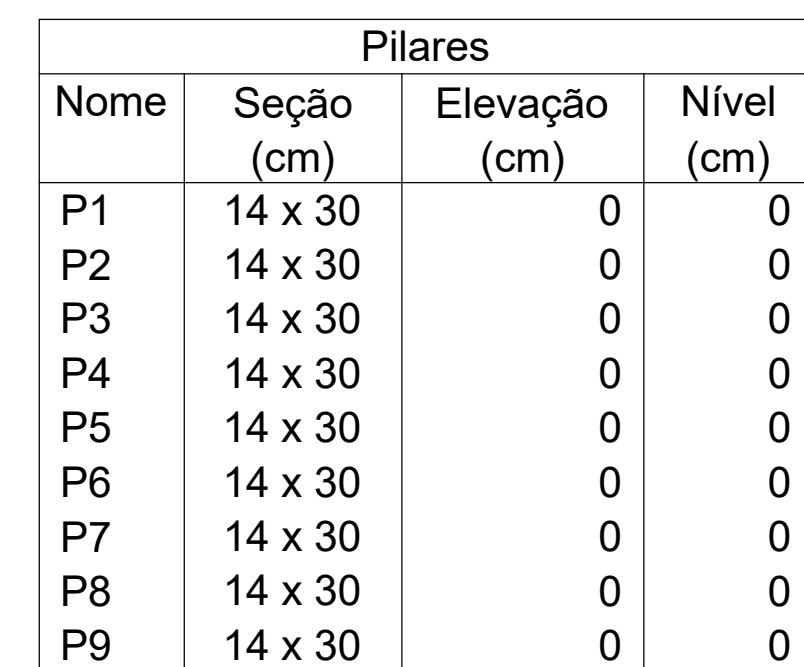 Pilares
Nome Seção Elevação Nível
(cm) (cm) (cm)
P1 14 x 30 0 0
P2 14 x 30 0 0
P3 14 x 30 0 0
P4 14 x 30 0 0
P5 14 x 30 0 0
P6 14 x 30 0 0
P7 14 x 30 0 0
P8 14 x 30 0 0
P9 14 x 30 0 0